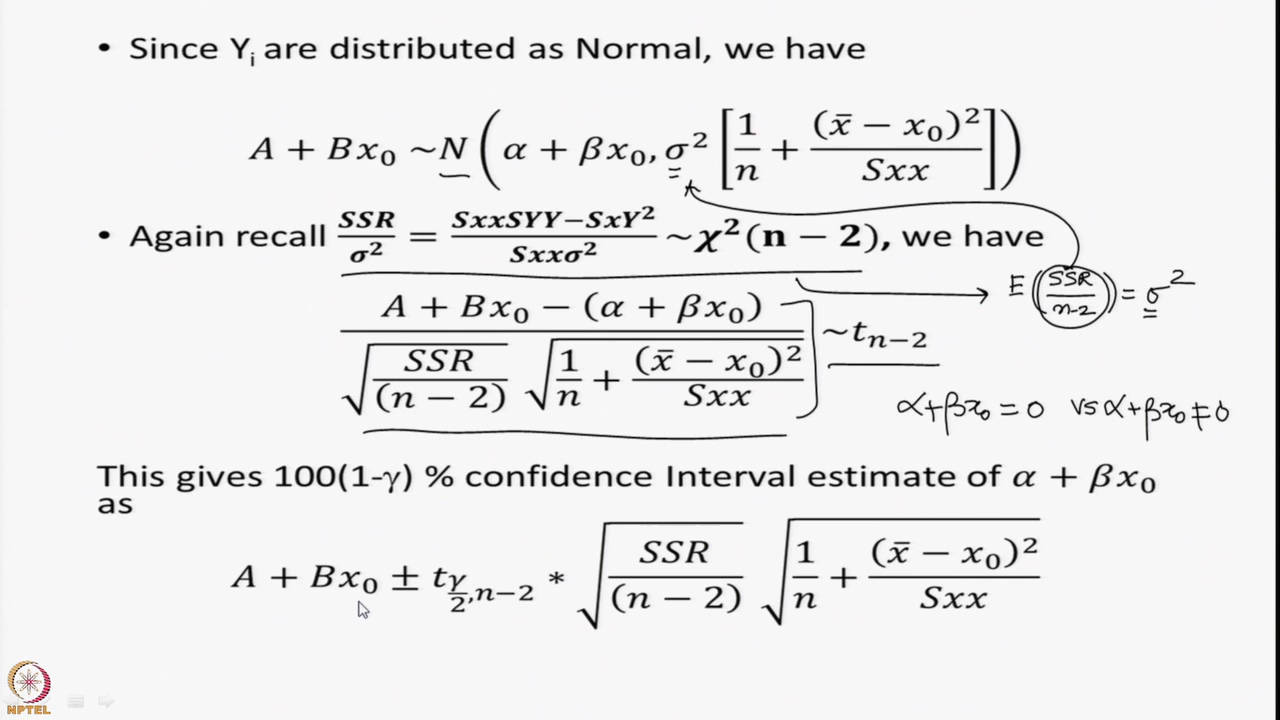 • Since Yᵢ are distributed as Normal, we have
A + Bx₀ ~N (α + βx₀, σ² [1/n + (x̄ − x₀)²/Sxx])
• Again recall SSR/σ² = (SxxSYY−SxY²)/(Sxxσ²) ~χ²(n − 2), we have
E(SSR/(n-2)) = σ²
(A + Bx₀ − (α + βx₀)) / (√(SSR/(n − 2)) √(1/n + (x̄ − x₀)²/Sxx)) ~tₙ₋₂
α+βx₀ = 0 vs α+βx₀ ≠ 0
This gives 100(1-γ) % confidence Interval estimate of α + βx₀
as
A + Bx₀ ± t_(γ/2,n−2) * √(SSR/(n − 2)) √(1/n + (x̄ − x₀)²/Sxx)
NPTEL